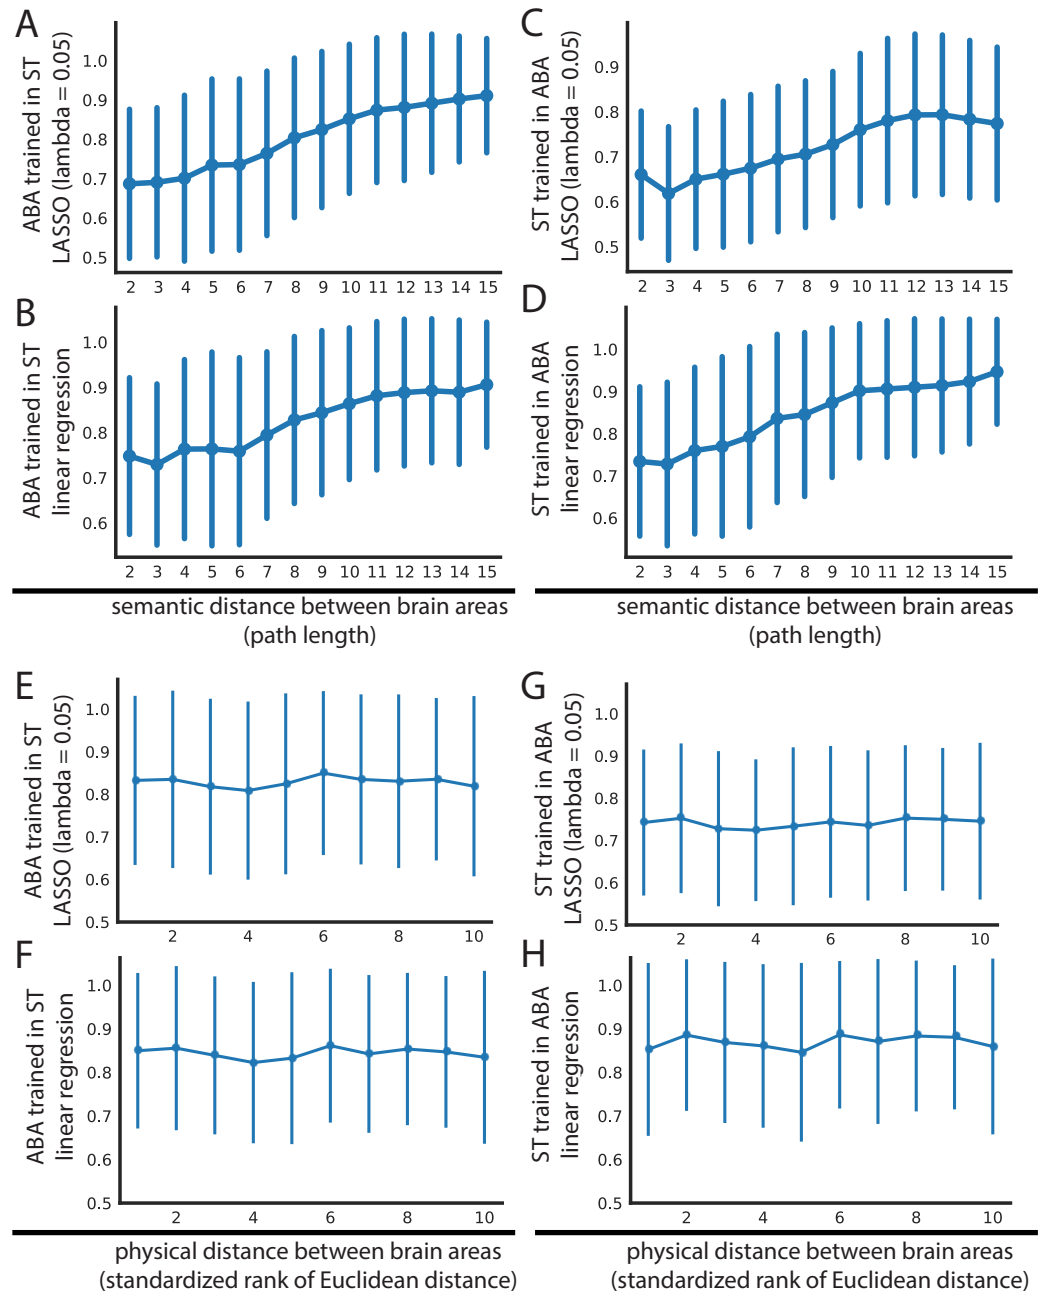 A
ABA trained in ST
LASSO (lambda = 0.05)
1.0
0.9
0.8
0.7
0.6
0.5
2 3 4 5 6 7 8 9 10 11 12 13 14 15
C
ST trained in ABA
LASSO (lambda = 0.05)
0.9
0.8
0.7
0.6
0.5
2 3 4 5 6 7 8 9 10 11 12 13 14 15
B
ABA trained in ST
linear regression
1.0
0.9
0.8
0.7
0.6
2 3 4 5 6 7 8 9 10 11 12 13 14 15
semantic distance between brain areas
(path length)
D
ST trained in ABA
linear regression
1.0
0.9
0.8
0.7
0.6
2 3 4 5 6 7 8 9 10 11 12 13 14 15
semantic distance between brain areas
(path length)
E
ABA trained in ST
LASSO (lambda = 0.05)
1.0
0.9
0.8
0.7
0.6
0.5
2 4 6 8 10
G
ST trained in ABA
LASSO (lambda = 0.05)
1.0
0.9
0.8
0.7
0.6
0.5
2 4 6 8 10
F
ABA trained in ST
linear regression
1.0
0.9
0.8
0.7
0.6
0.5
2 4 6 8 10
physical distance between brain areas
(standardized rank of Euclidean distance)
H
ST trained in ABA
linear regression
1.0
0.9
0.8
0.7
0.6
0.5
2 4 6 8 10
physical distance between brain areas
(standardized rank of Euclidean distance)